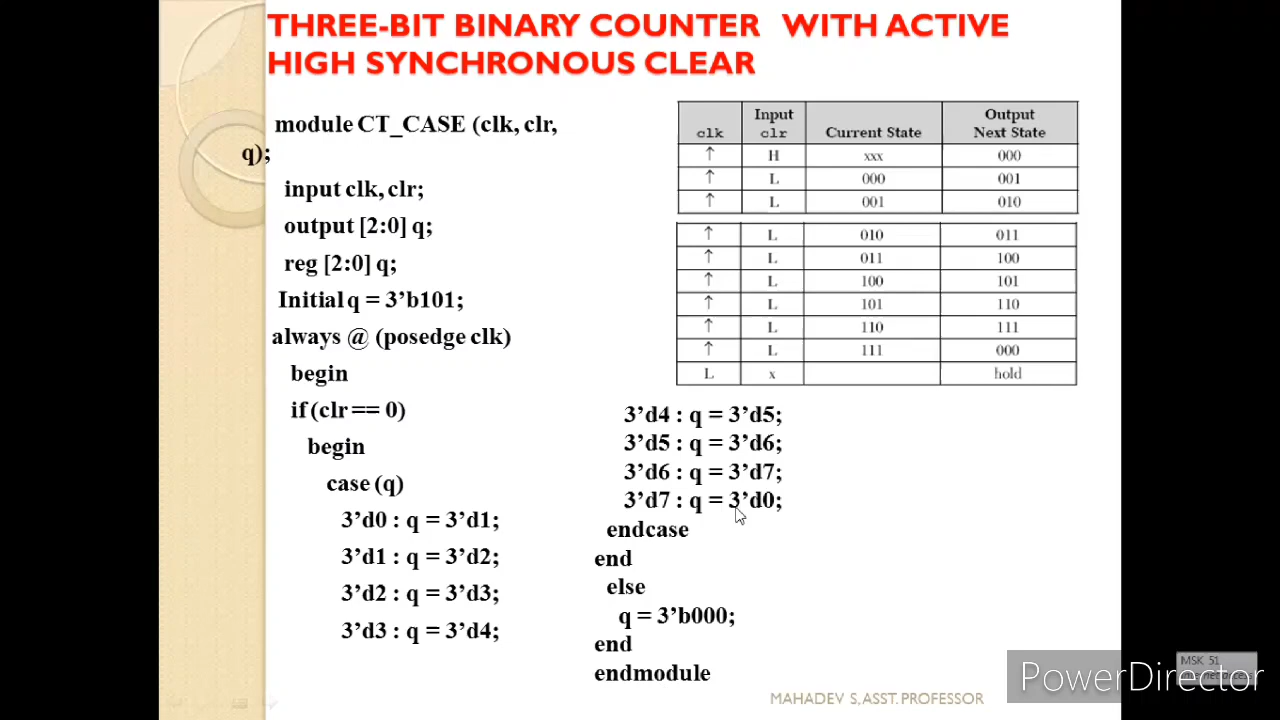 THREE-BIT BINARY COUNTER WITH ACTIVE
HIGH SYNCHRONOUS CLEAR
module CT_CASE (clk, clr,
q);
input clk, clr;
output [2:0] q;
reg [2:0] q;
Initial q = 3’b101;
always @ (posedge clk)
begin
if (clr == 0)
begin
case (q)
3’d0 : q = 3’d1;
3’d1 : q = 3’d2;
3’d2 : q = 3’d3;
3’d3 : q = 3’d4;
clk Input clr Current State Output Next State
↑ H xxx 000
↑ L 000 001
↑ L 001 010
↑ L 010 011
↑ L 011 100
↑ L 100 101
↑ L 101 110
↑ L 110 111
↑ L 111 000
L x hold
3’d4 : q = 3’d5;
3’d5 : q = 3’d6;
3’d6 : q = 3’d7;
3’d7 : q = 3’d0;
endcase
end
else
q = 3’b000;
end
endmodule
MAHADEV S, ASST. PROFESSOR
MSK 51
PowerDirector